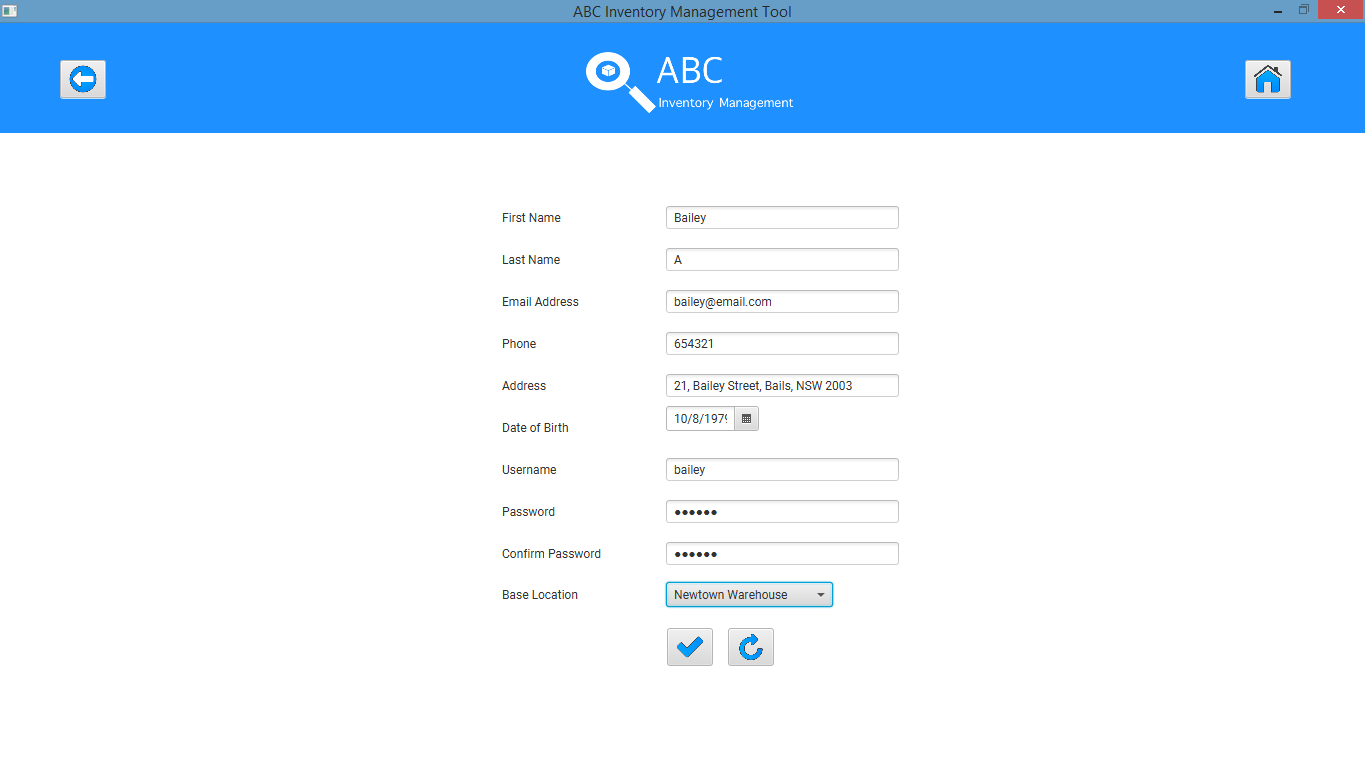 ABC Inventory Management Tool
ABC
Inventory Management
First Name Bailey
Last Name A
Email Address bailey@email.com
Phone 654321
Address 21, Bailey Street, Bails, NSW 2003
Date of Birth 10/8/1979
Username bailey
Password ●●●●●●
Confirm Password ●●●●●●
Base Location Newtown Warehouse